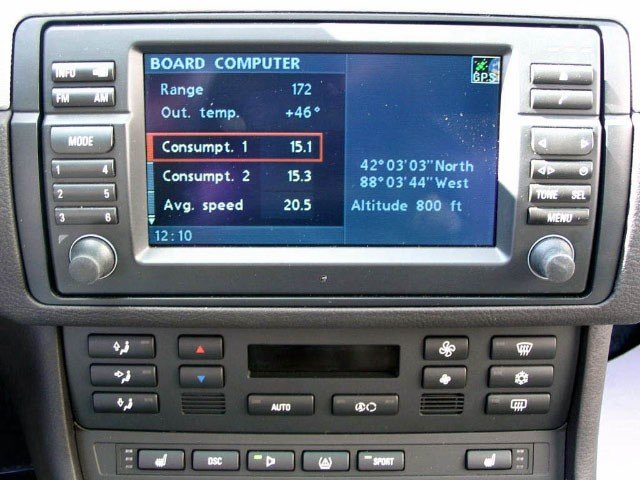 BOARD COMPUTER
GPS
Range 172
Out. temp. +46°
Consumpt. 1 15.1
Consumpt. 2 15.3
Avg. speed 20.5
12:10
42°03'03"North
88°03'44"West
Altitude 800 ft
INFO
FM AM
MODE
1 4
2 5
3 6
TONE SEL
MENU
AUTO
DSC
SPORT